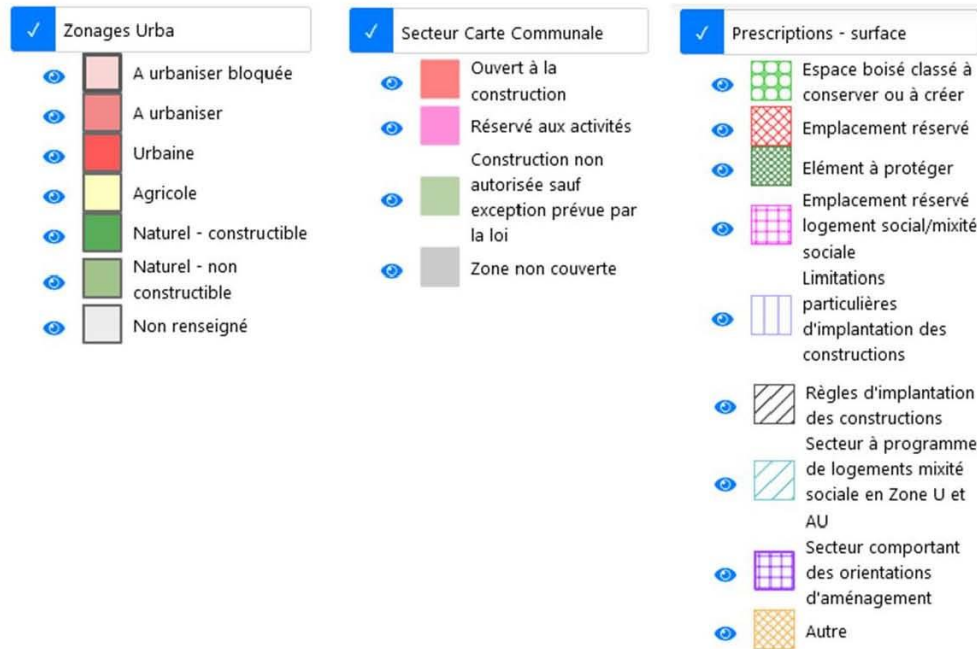 Zonages Urba
A urbaniser bloquée
A urbaniser
Urbaine
Agricole
Naturel - constructible
Naturel - non
constructible
Non renseigné
Secteur Carte Communale
Ouvert à la
construction
Réservé aux activités
Construction non
autorisée sauf
exception prévue par
la loi
Zone non couverte
Prescriptions - surface
Espace boisé classé à
conserver ou à créer
Emplacement réservé
Elément à protéger
Emplacement réservé
logement social/mixité
sociale
Limitations
particulières
d'implantation des
constructions
Règles d'implantation
des constructions
Secteur à programme
de logements mixité
sociale en Zone U et
AU
Secteur comportant
des orientations
d'aménagement
Autre